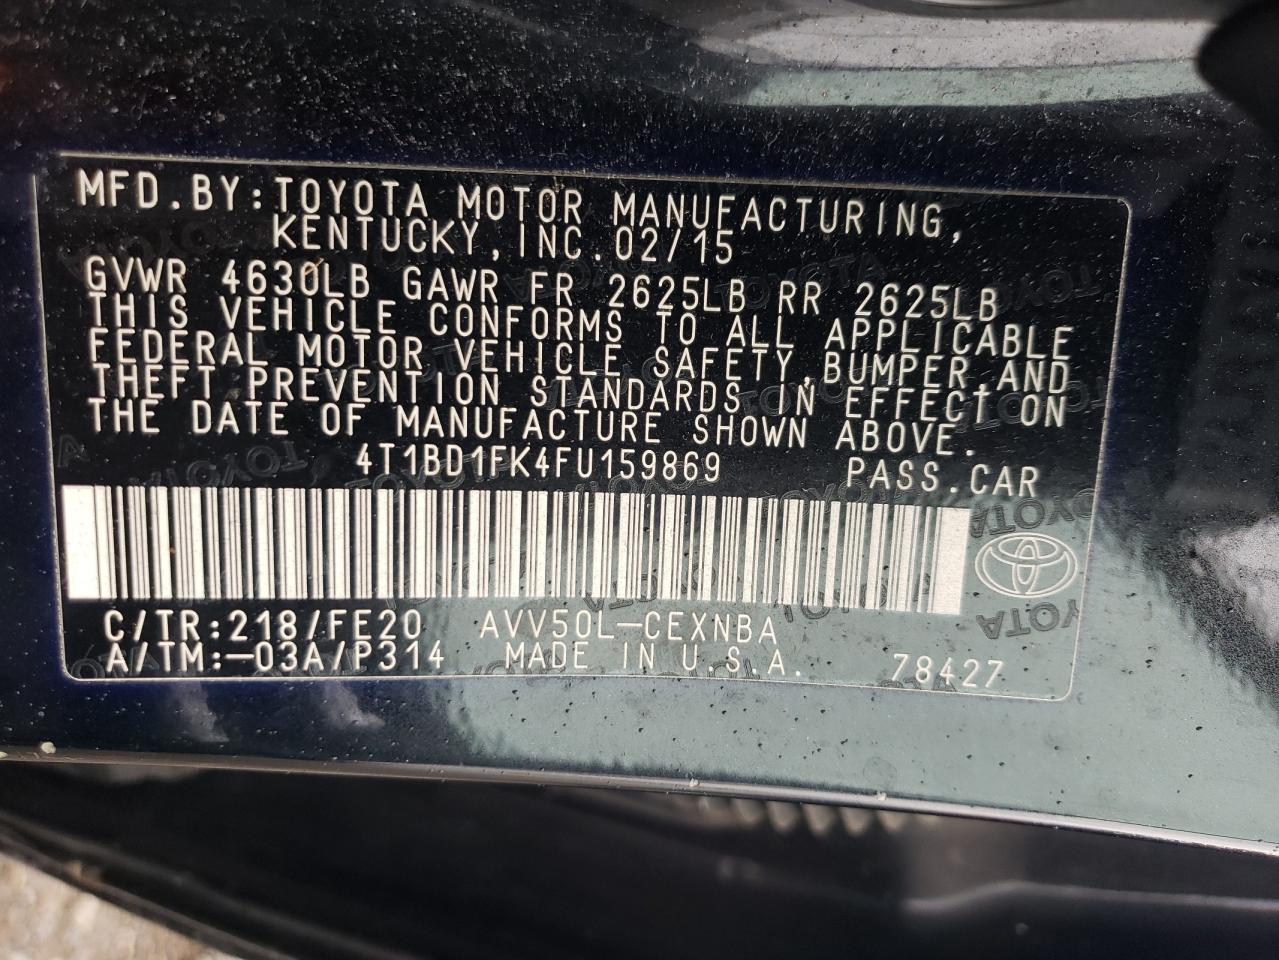 MFD.BY:TOYOTA MOTOR MANUFACTURING,
KENTUCKY,INC.02/15
GVWR 4630LB GAWR FR 2625LB RR 2625LB
THIS VEHICLE CONFORMS TO ALL APPLICABLE
FEDERAL MOTOR VEHICLE SAFETY,BUMPER,AND
THEFT PREVENTION STANDARDS IN EFFECT ON
THE DATE OF MANUFACTURE SHOWN ABOVE.
4T1BD1FK4FU159869 PASS.CAR
TOYOTA
TOYOTA
C/TR:218/FE20 AVV50L-CEXNBA
A/TM:-03A/P314 MADE IN U.S.A. 78427